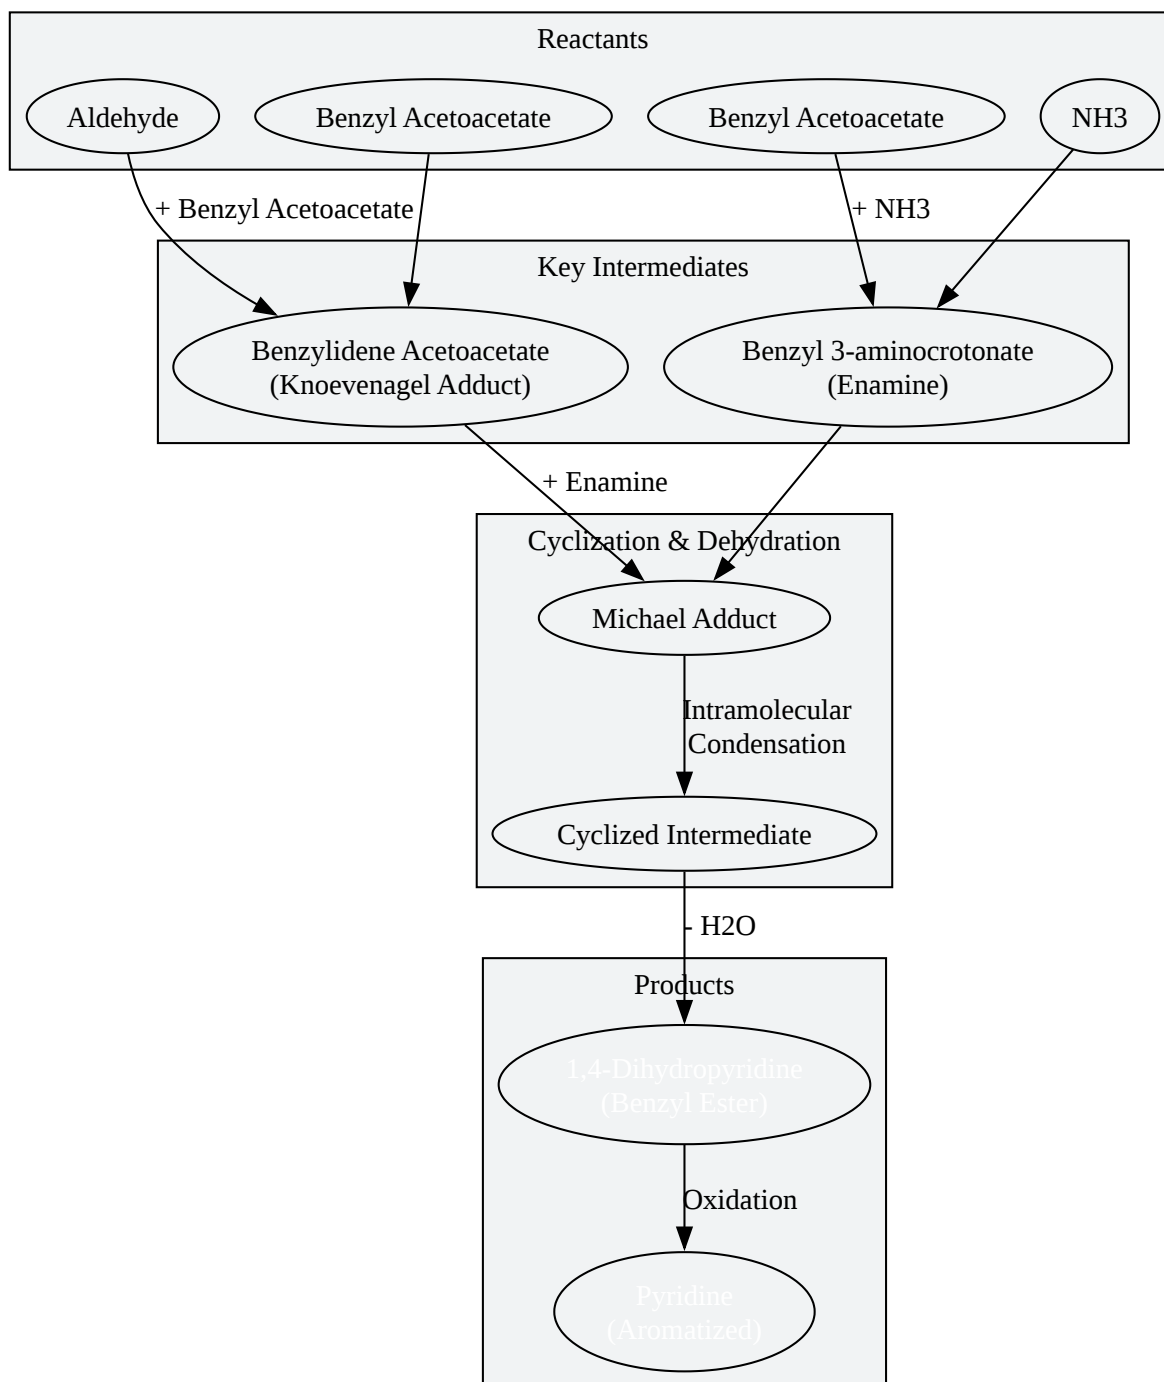 Reactants
Aldehyde
Benzyl Acetoacetate
Benzyl Acetoacetate
NH3
+ Benzyl Acetoacetate
+ NH3
Key Intermediates
Benzylidene Acetoacetate
(Knoevenagel Adduct)
Benzyl 3-aminocrotonate
(Enamine)
+ Enamine
Cyclization & Dehydration
Michael Adduct
Intramolecular
Condensation
Cyclized Intermediate
- H2O
Products
1,4-Dihydropyridine
(Benzyl Ester)
Oxidation
Pyridine
(Aromatized)